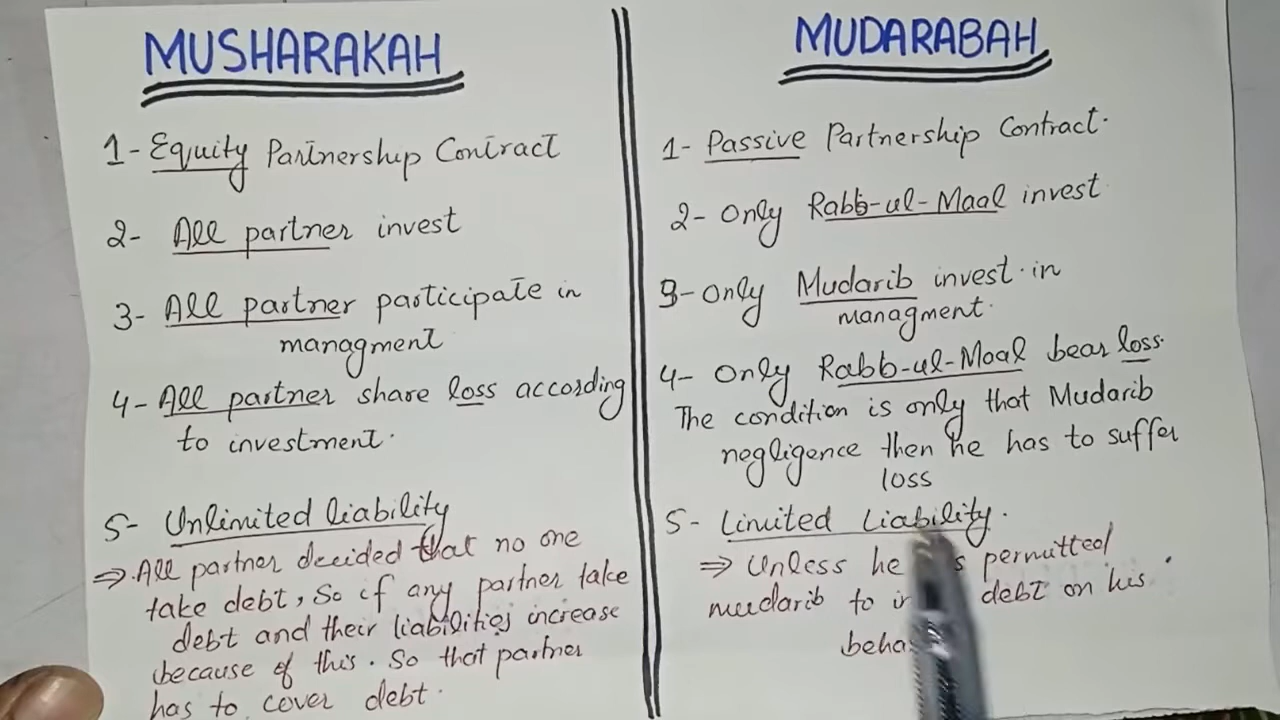 MUSHARAKAH
1- Equity Partnership Contract
2- All partner invest
3- All partner participate in
managment
4- All partner share loss according
to investment.
5- Unlimited liability
⇒ All partner decided that no one
take debt, So if any partner take
debt and their liabilities increase
because of this. So that partner
has to cover debt.
MUDARABAH
1- Passive Partnership Contract.
2- Only Rabb-ul-Maal invest
3- Only Mudarib invest in
managment.
4- Only Rabb-ul-Maal bear loss.
The condition is only that Mudarib
negligence then he has to suffer
loss
5- Limited Liability.
⇒ Unless he permitted
mudarib to debt on his